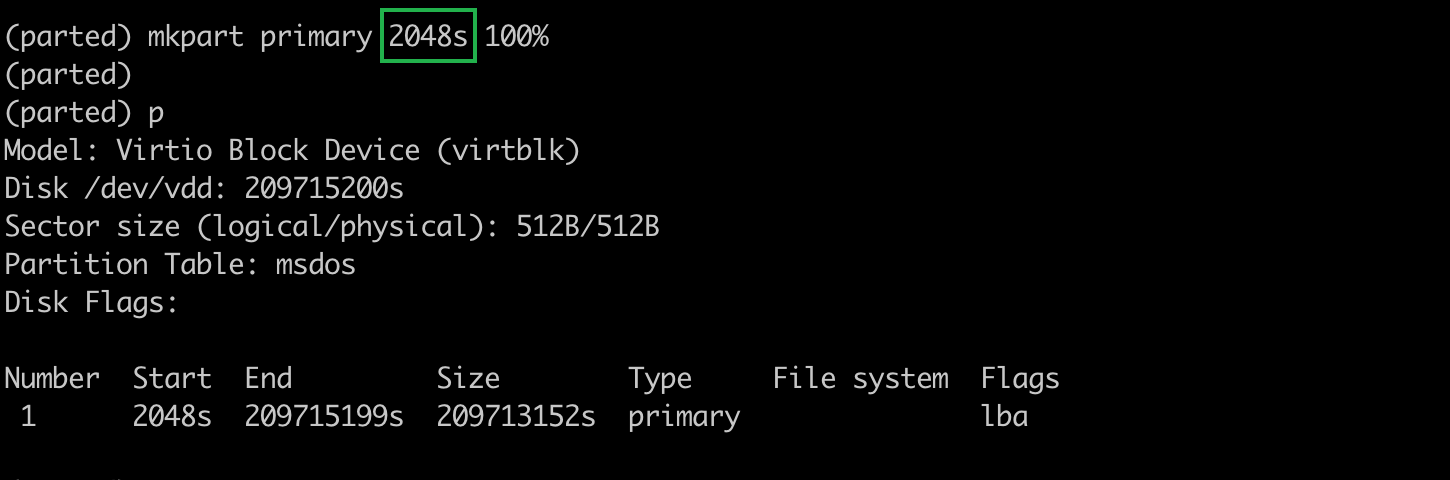 (parted) mkpart primary 2048s 100%
(parted)
(parted) p
Model: Virtio Block Device (virtblk)
Disk /dev/vdd: 209715200s
Sector size (logical/physical): 512B/512B
Partition Table: msdos
Disk Flags:
Number  Start  End         Size        Type     File system  Flags
 1      2048s  209715199s  209713152s  primary               lba